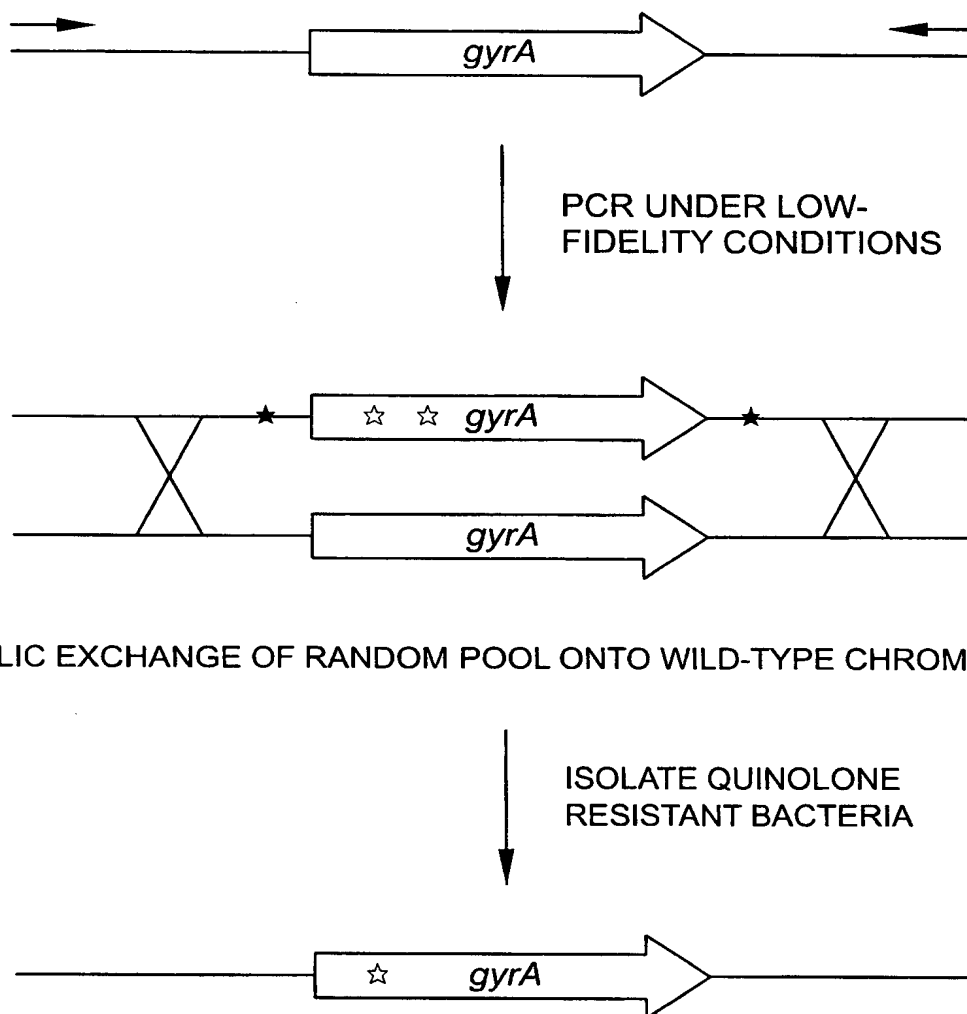 gyrA
PCR UNDER LOW-
FIDELITY CONDITIONS
gyrA
gyrA
LIC EXCHANGE OF RANDOM POOL ONTO WILD-TYPE CHROM
ISOLATE QUINOLONE
RESISTANT BACTERIA
gyrA